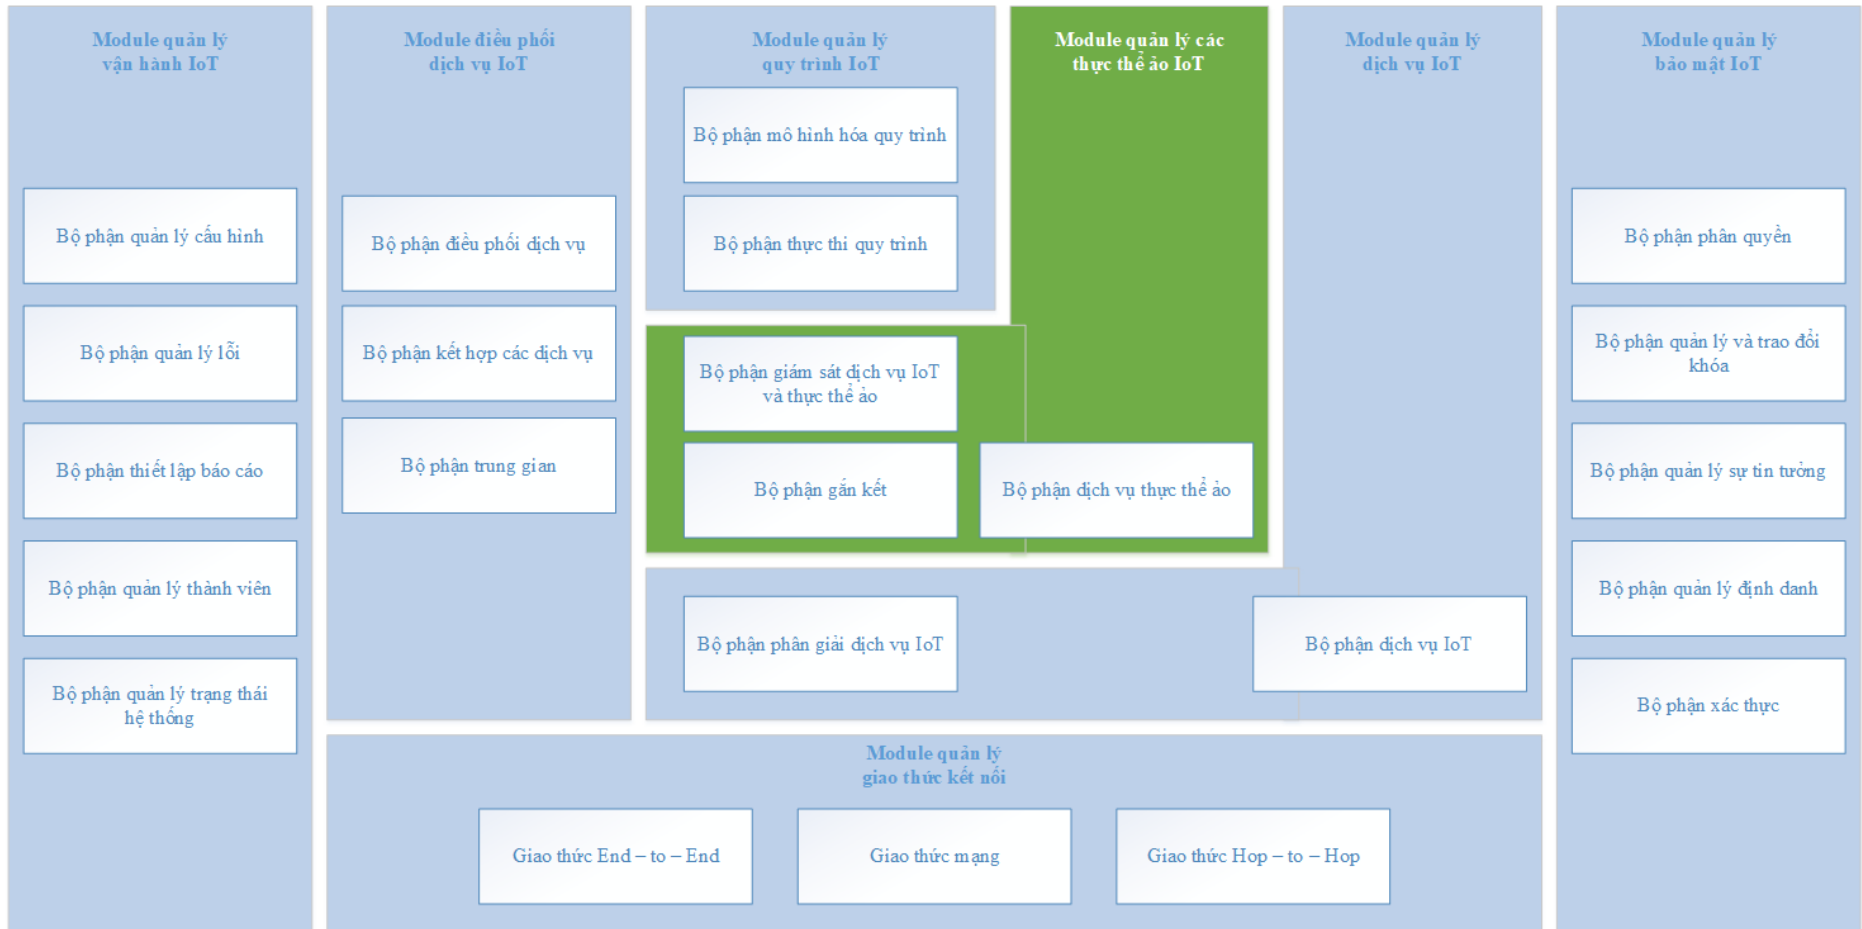 Module quản lý
vận hành IoT
Bộ phận quản lý cấu hình
Bộ phận quản lý lỗi
Bộ phận thiết lập báo cáo
Bộ phận quản lý thành viên
Bộ phận quản lý trạng thái
hệ thống
Module điều phối
dịch vụ IoT
Bộ phận điều phối dịch vụ
Bộ phận kết hợp các dịch vụ
Bộ phận trung gian
Module quản lý
quy trình IoT
Bộ phận mô hình hóa quy trình
Bộ phận thực thi quy trình
Module quản lý các
thực thể ảo IoT
Bộ phận giám sát dịch vụ IoT
và thực thể ảo
Bộ phận gắn kết
Bộ phận dịch vụ thực thể ảo
Module quản lý
dịch vụ IoT
Bộ phận phân giải dịch vụ IoT
Bộ phận dịch vụ IoT
Module quản lý
bảo mật IoT
Bộ phận phân quyền
Bộ phận quản lý và trao đổi
khóa
Bộ phận quản lý sự tin tưởng
Bộ phận quản lý định danh
Bộ phận xác thực
Module quản lý
giao thức kết nối
Giao thức End – to – End
Giao thức mạng
Giao thức Hop – to – Hop